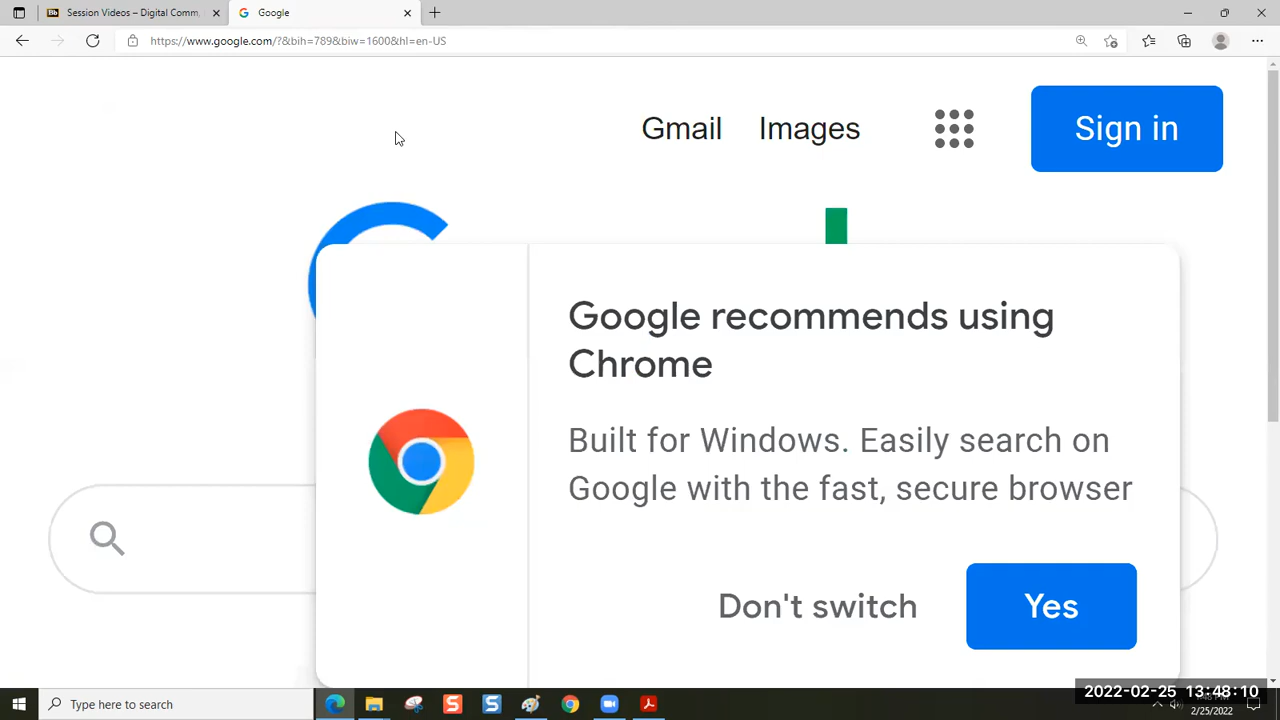 Session Videos – Digital Comm
Google
https://www.google.com/?&bih=789&biw=1600&hl=en-US
Gmail
Images
Sign in
Google recommends using
Chrome
Built for Windows. Easily search on
Google with the fast, secure browser
Don't switch
Yes
Type here to search
2022-02-25 13:48:10
2/25/2022